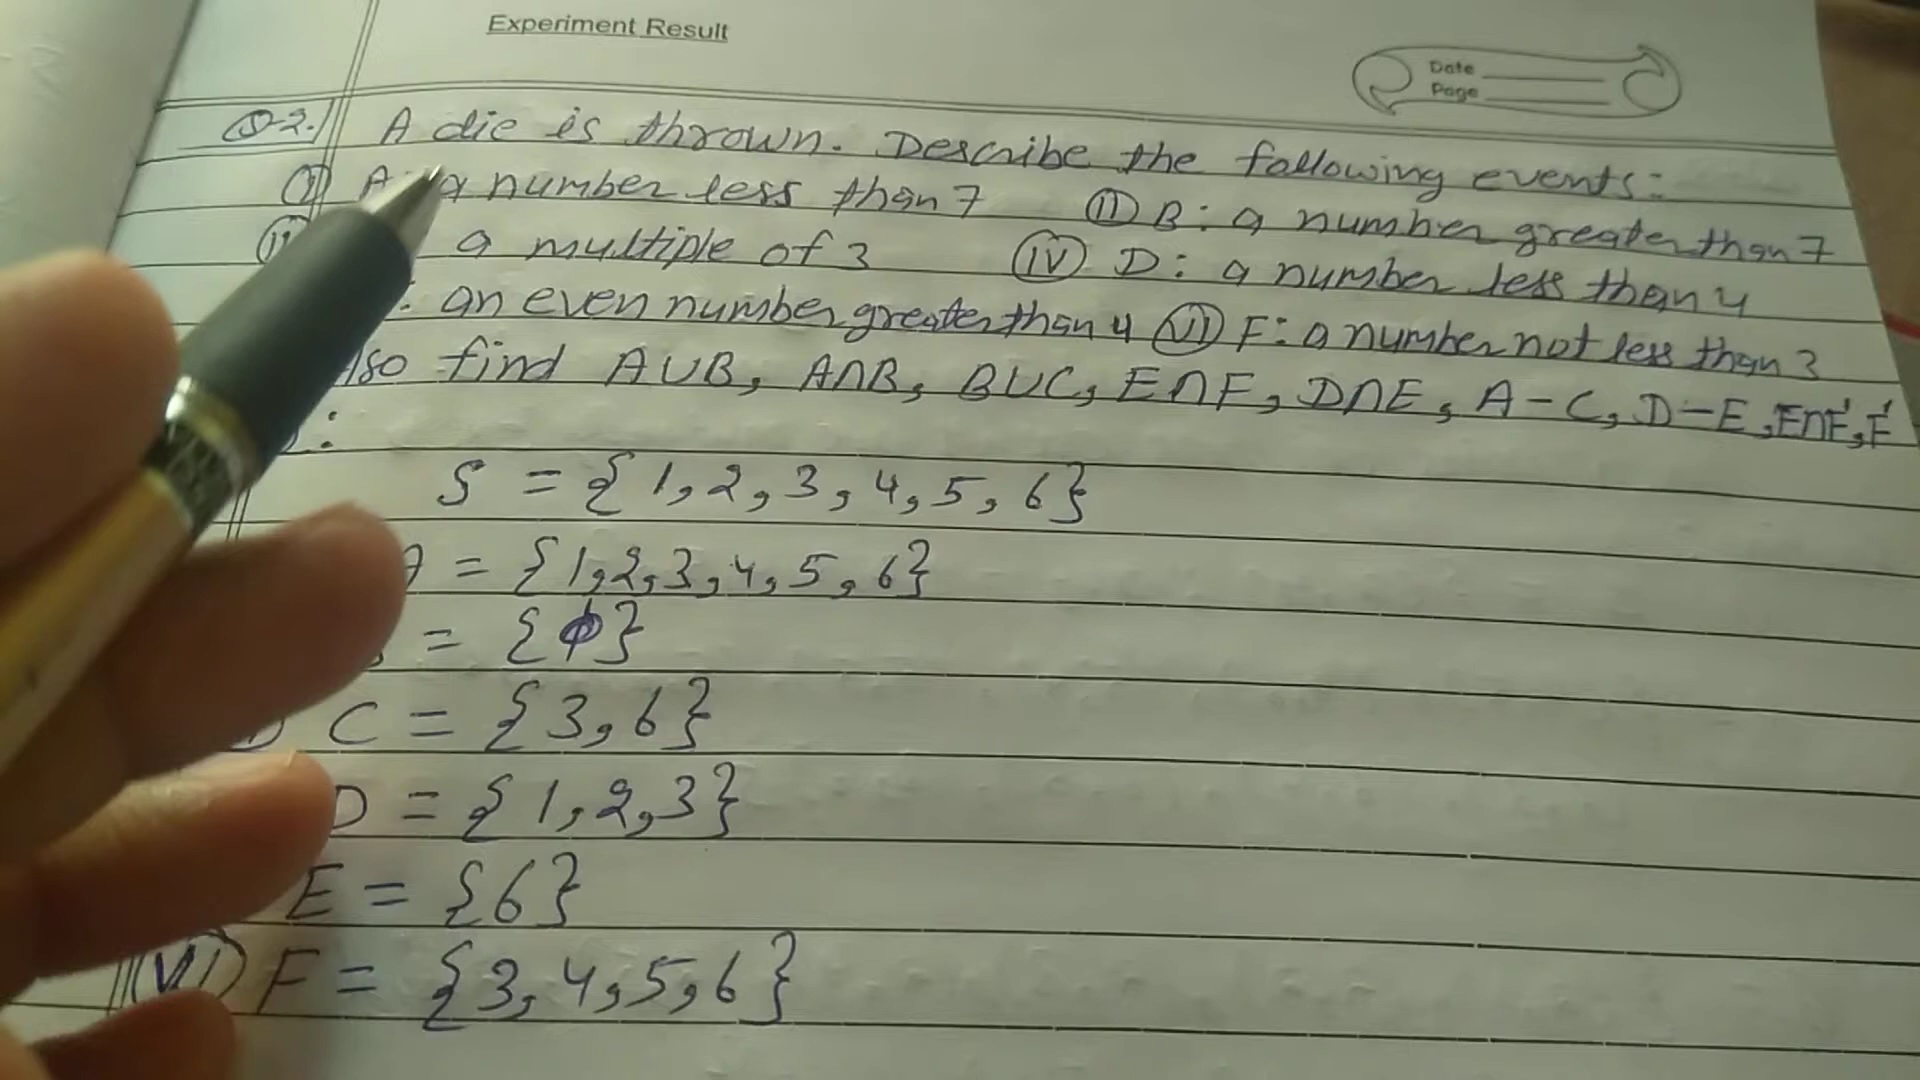 Experiment Result
Date
Page
Q-2. A die is thrown. Describe the following events:
(I) A: a number less than 7 (II) B: a number greater than 7
a multiple of 3 (IV) D: a number less than 4
: an even number greater than 4 (VI) F: a number not less than 3
Also find A∪B, A∩B, B∪C, E∩F, D∩E, A-C, D-E, E∩F', F'
:
S = {1, 2, 3, 4, 5, 6}
A = {1, 2, 3, 4, 5, 6}
= {ϕ}
C = {3, 6}
D = {1, 2, 3}
E = {6}
(VI) F = {3, 4, 5, 6}